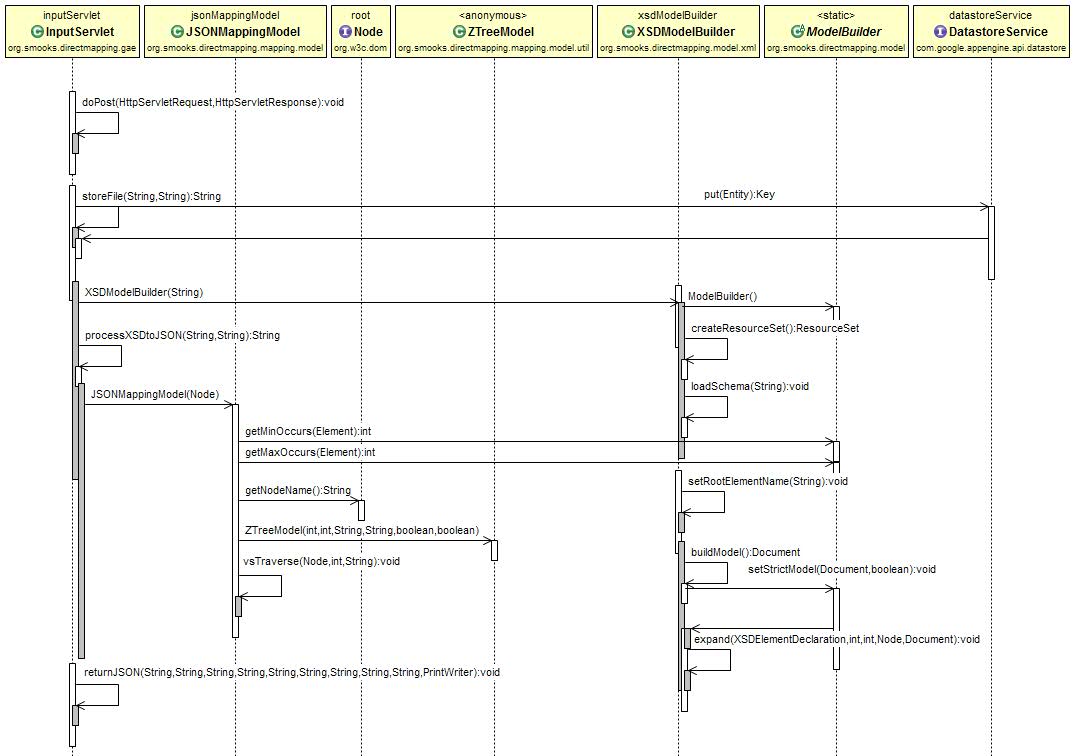 inputServlet
InputServlet
org.smooks.directmapping.gae
jsonMappingModel
JSONMappingModel
org.smooks.directmapping.mapping.model
root
Node
org.w3c.dom
<anonymous>
ZTreeModel
org.smooks.directmapping.mapping.model.util
xsdModelBuilder
XSDModelBuilder
org.smooks.directmapping.model.xml
<static>
ModelBuilder
org.smooks.directmapping.model
datastoreService
DatastoreService
com.google.appengine.api.datastore
doPost(HttpServletRequest,HttpServletResponse):void
storeFile(String,String):String
put(Entity):Key
XSDModelBuilder(String)
ModelBuilder()
createResourceSet():ResourceSet
processXSDtoJSON(String,String):String
loadSchema(String):void
JSONMappingModel(Node)
getMinOccurs(Element):int
getMaxOccurs(Element):int
setRootElementName(String):void
getNodeName():String
ZTreeModel(int,int,String,String,boolean,boolean)
buildModel():Document
vsTraverse(Node,int,String):void
setStrictModel(Document,boolean):void
expand(XSDElementDeclaration,int,int,Node,Document):void
returnJSON(String,String,String,String,String,String,String,String,String,PrintWriter):void